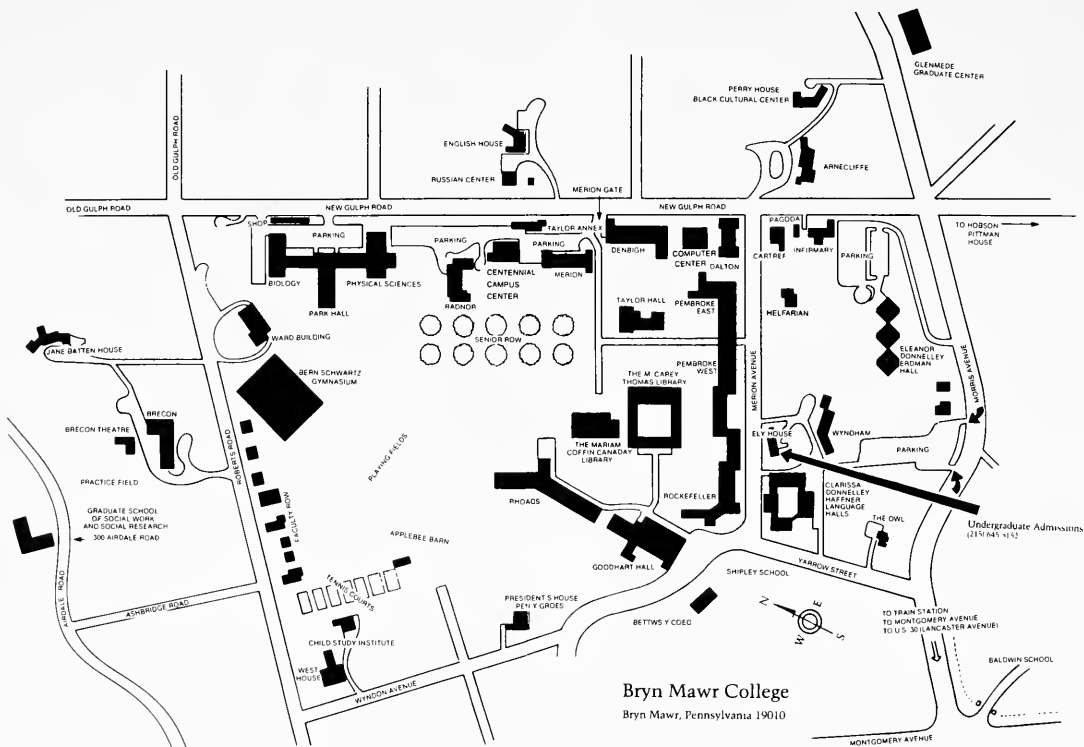 GLENMEDE
GRADUATE CENTER
PERRY HOUSE
BLACK CULTURAL CENTER
OLD GULPH ROAD
ENGLISH HOUSE
ARNECLIFFE
RUSSIAN CENTER
MERION GATE
OLD GULPH ROAD
NEW GULPH ROAD
NEW GULPH ROAD
SHOP
TAYLOR ANNEX
PAGODA
TO HOBSON
PITTMAN
HOUSE
PARKING
PARKING
PARKING
DENBIGH
COMPUTER
CENTER
DALTON
CARTREF
INFIRMARY
PARKING
BIOLOGY
PHYSICAL SCIENCES
CENTENNIAL
CAMPUS
CENTER
MERION
RADNOR
PARK HALL
TAYLOR HALL
PEMBROKE
EAST
HELFARIAN
WARD BUILDING
SENIOR ROW
JANE BATTEN HOUSE
ELEANOR
DONNELLEY
ERDMAN
HALL
PEMBROKE
WEST
MERION AVENUE
MORRIS AVENUE
BERN SCHWARTZ
GYMNASIUM
THE M CAREY
THOMAS LIBRARY
BRECON
BRECON THEATRE
ELY HOUSE
WYNDHAM
THE MARIAM
COFFIN CANADAY
LIBRARY
PARKING
ROBERTS ROAD
PLAYING FIELDS
PRACTICE FIELD
RHOADS
ROCKEFELLER
CLARISSA
DONNELLEY
HAFFNER
LANGUAGE
HALLS
GRADUATE SCHOOL
OF SOCIAL WORK
AND SOCIAL RESEARCH
300 AIRDALE ROAD
FACULTY ROW
THE OWL
Undergraduate Admissions
(215) 645
APPLEBEE BARN
GOODHART HALL
YARROW STREET
SHIPLEY SCHOOL
AIRDALE ROAD
ASHBRIDGE ROAD
TENNIS COURTS
PRESIDENT'S HOUSE
PEN Y GROES
BETTWS Y COED
N
E
W
S
TO TRAIN STATION
TO MONTGOMERY AVENUE
TO U.S. 30 (LANCASTER AVENUE)
CHILD STUDY INSTITUTE
WEST
HOUSE
WYNDON AVENUE
BALDWIN SCHOOL
Bryn Mawr College
Bryn Mawr, Pennsylvania 19010
MONTGOMERY AVENUE